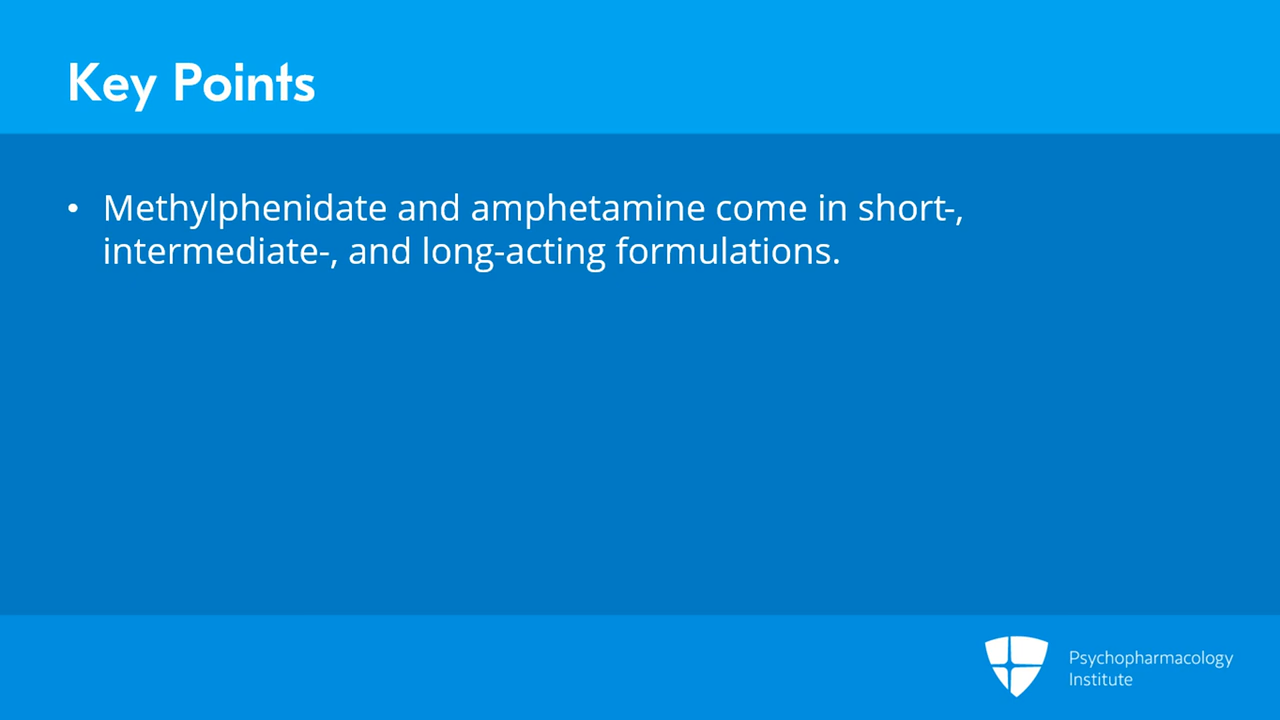 Key Points
• Methylphenidate and amphetamine come in short-,
intermediate-, and long-acting formulations.
Psychopharmacology
Institute